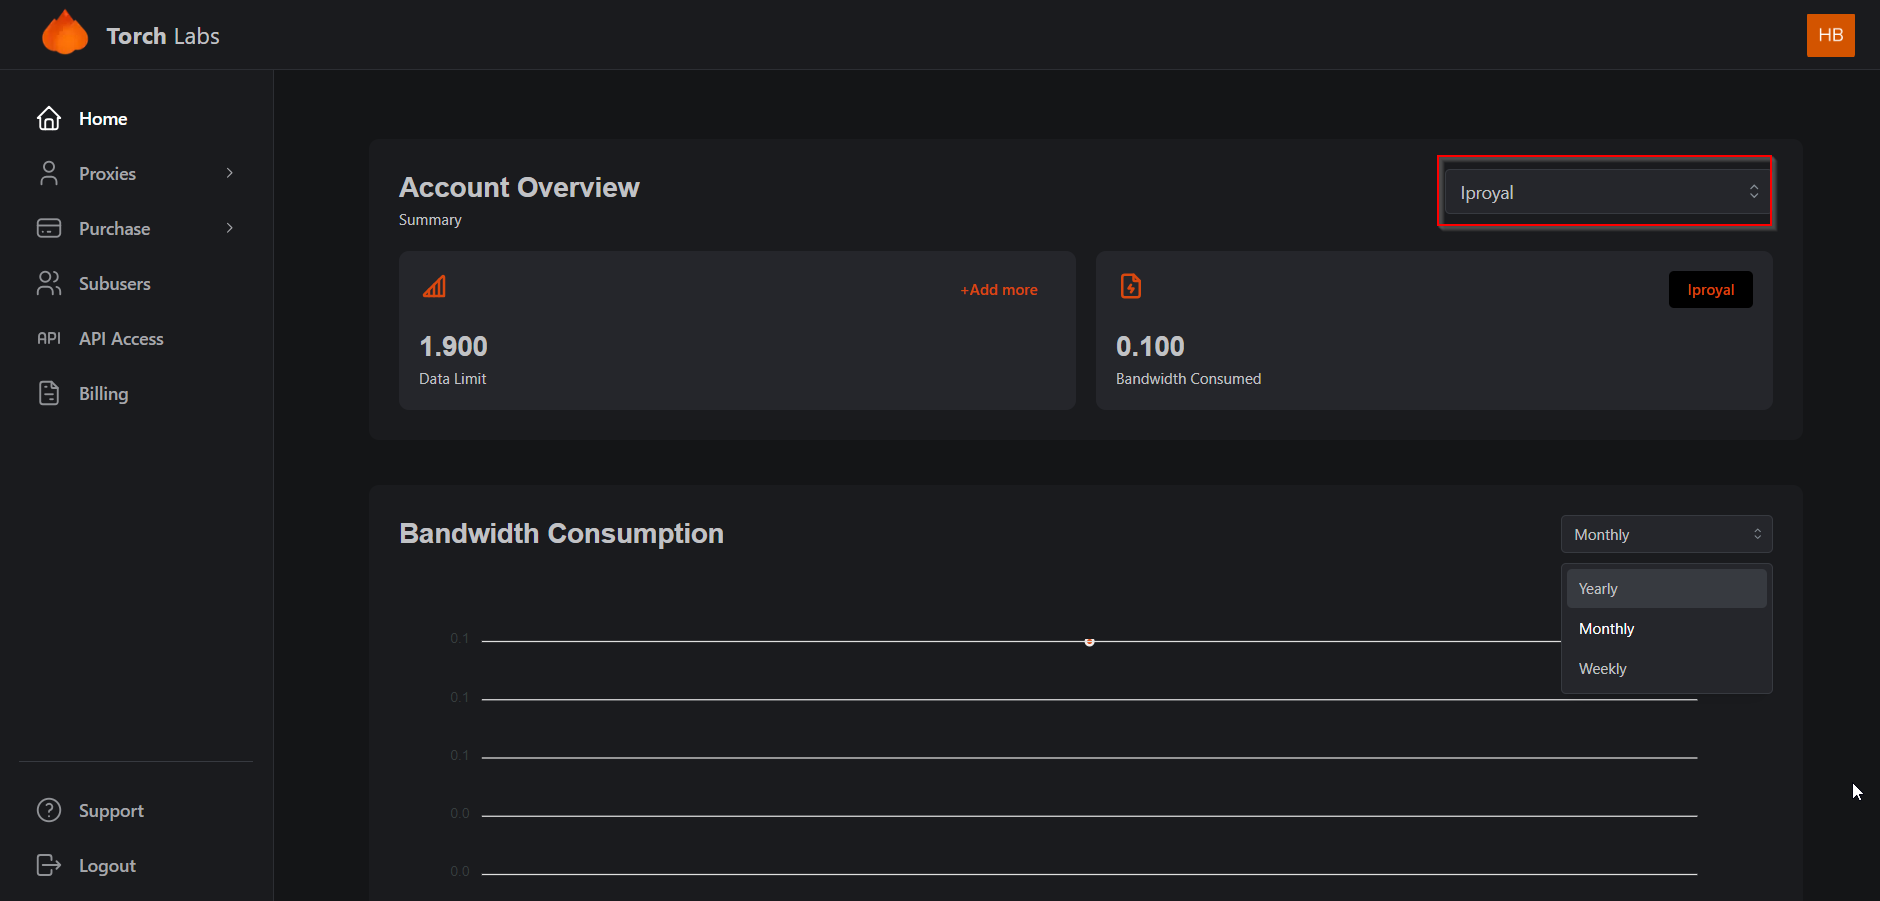 Torch Labs
HB
Home
Proxies
Purchase
Subusers
API API Access
Billing
Support
Logout
Account Overview
Iproyal
Summary
+Add more
1.900
Data Limit
Iproyal
0.100
Bandwidth Consumed
Bandwidth Consumption
Monthly
Yearly
Monthly
Weekly
0.1
0.1
0.1
0.0
0.0